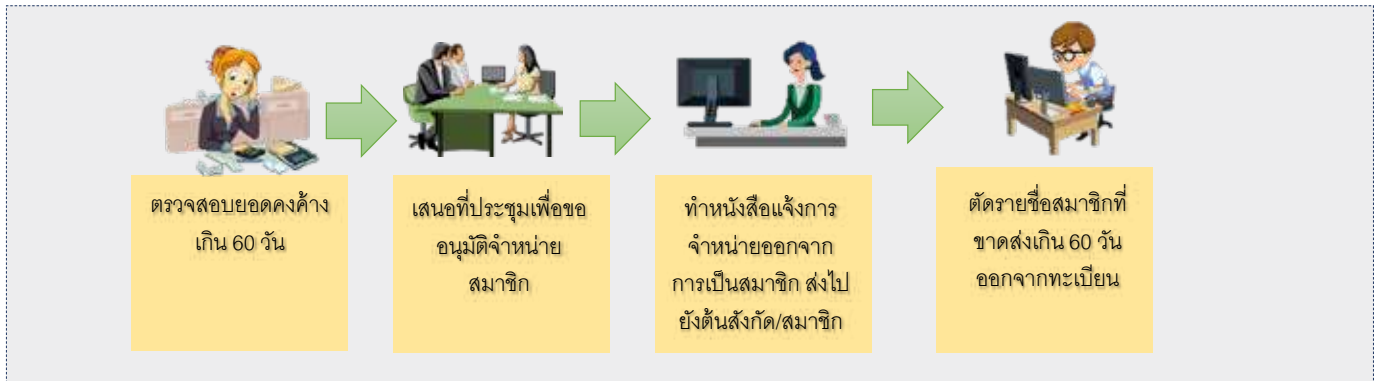 ตรวจสอบยอดคงค้าง
เกิน 60 วัน
เสนอที่ประชุมเพื่อขอ
อนุมัติจำหน่าย
สมาชิก
ทำหนังสือแจ้งการ
จำหน่ายออกจาก
การเป็นสมาชิก ส่งไป
ยังต้นสังกัด/สมาชิก
ตัดรายชื่อสมาชิกที่
ขาดส่งเกิน 60 วัน
ออกจากทะเบียน